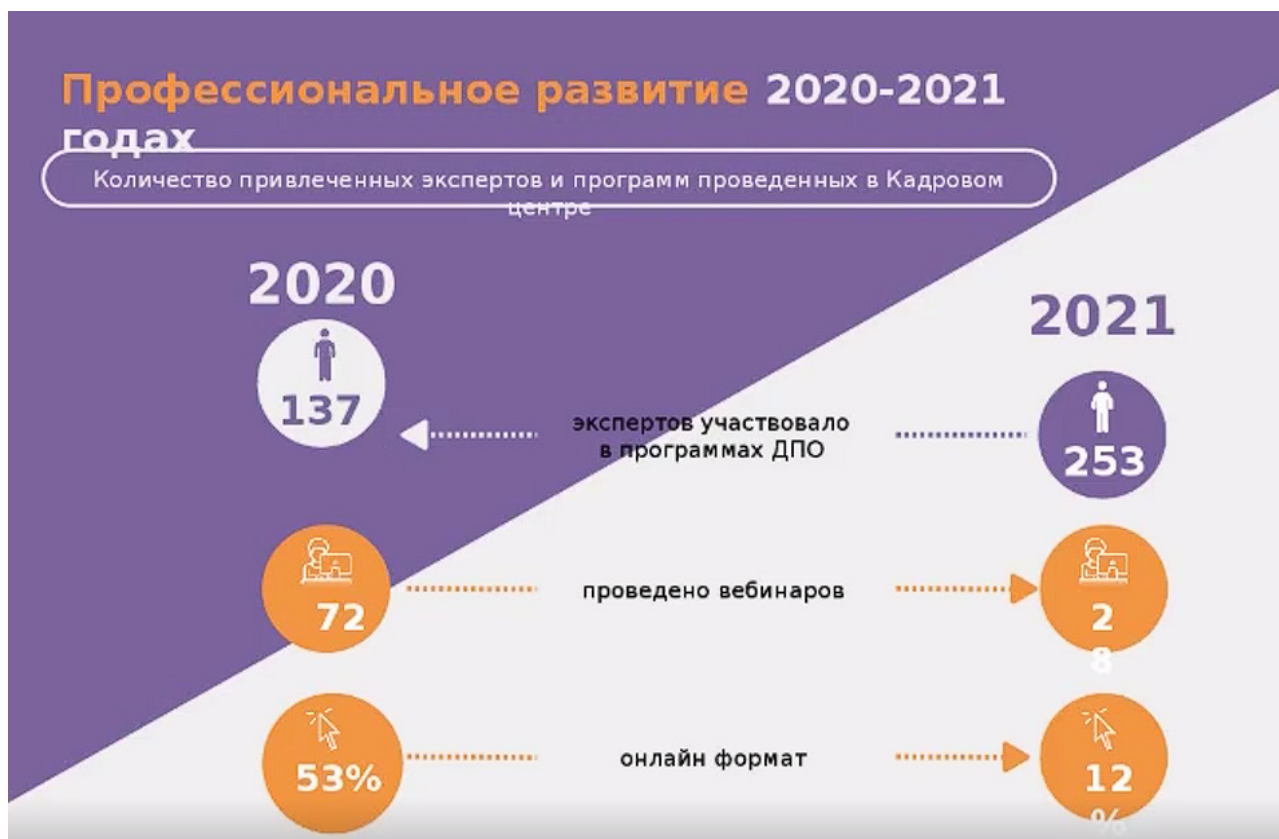 Профессиональное развитие 2020-2021
годах
Количество привлеченных экспертов и программ проведенных в Кадровом
центре
2020
2021
137
экспертов участвовало
в программах ДПО
253
72
проведено вебинаров
2
8
53%
онлайн формат
12
%